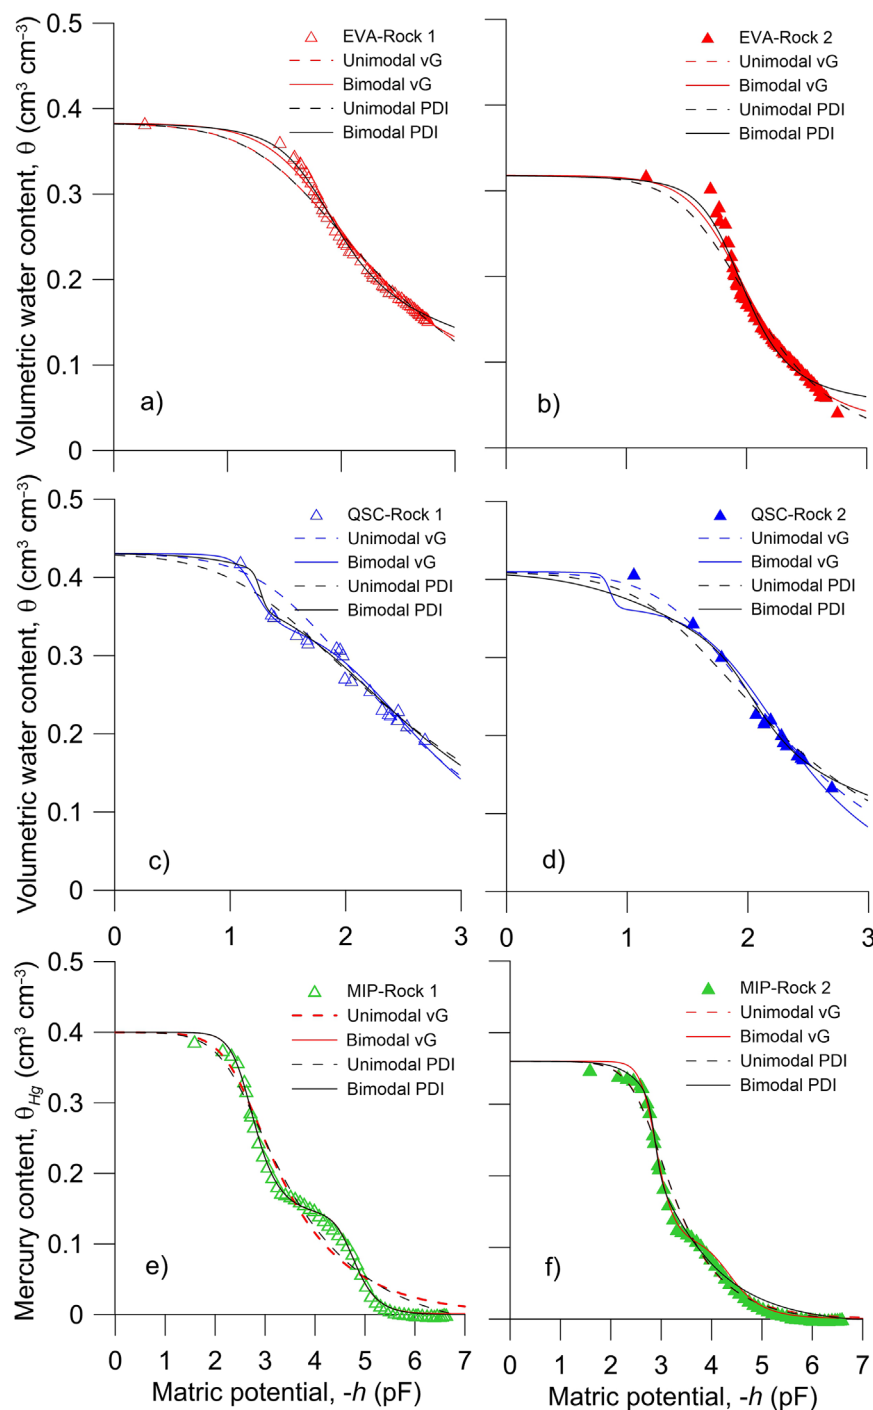 Volumetric water content, θ (cm³ cm⁻³)
0.5
0.4
0.3
0.2
0.1
0
EVA-Rock 1
Unimodal vG
Bimodal vG
Unimodal PDI
Bimodal PDI
a)
EVA-Rock 2
Unimodal vG
Bimodal vG
Unimodal PDI
Bimodal PDI
b)
0 1 2 3
Volumetric water content, θ (cm³ cm⁻³)
0.5
0.4
0.3
0.2
0.1
0
QSC-Rock 1
Unimodal vG
Bimodal vG
Unimodal PDI
Bimodal PDI
c)
0 1 2 3
QSC-Rock 2
Unimodal vG
Bimodal vG
Unimodal PDI
Bimodal PDI
d)
0 1 2 3
Mercury content, θHg (cm³ cm⁻³)
0.5
0.4
0.3
0.2
0.1
0
MIP-Rock 1
Unimodal vG
Bimodal vG
Unimodal PDI
Bimodal PDI
e)
0 1 2 3 4 5 6 7
Matric potential, -h (pF)
MIP-Rock 2
Unimodal vG
Bimodal vG
Unimodal PDI
Bimodal PDI
f)
0 1 2 3 4 5 6 7
Matric potential, -h (pF)